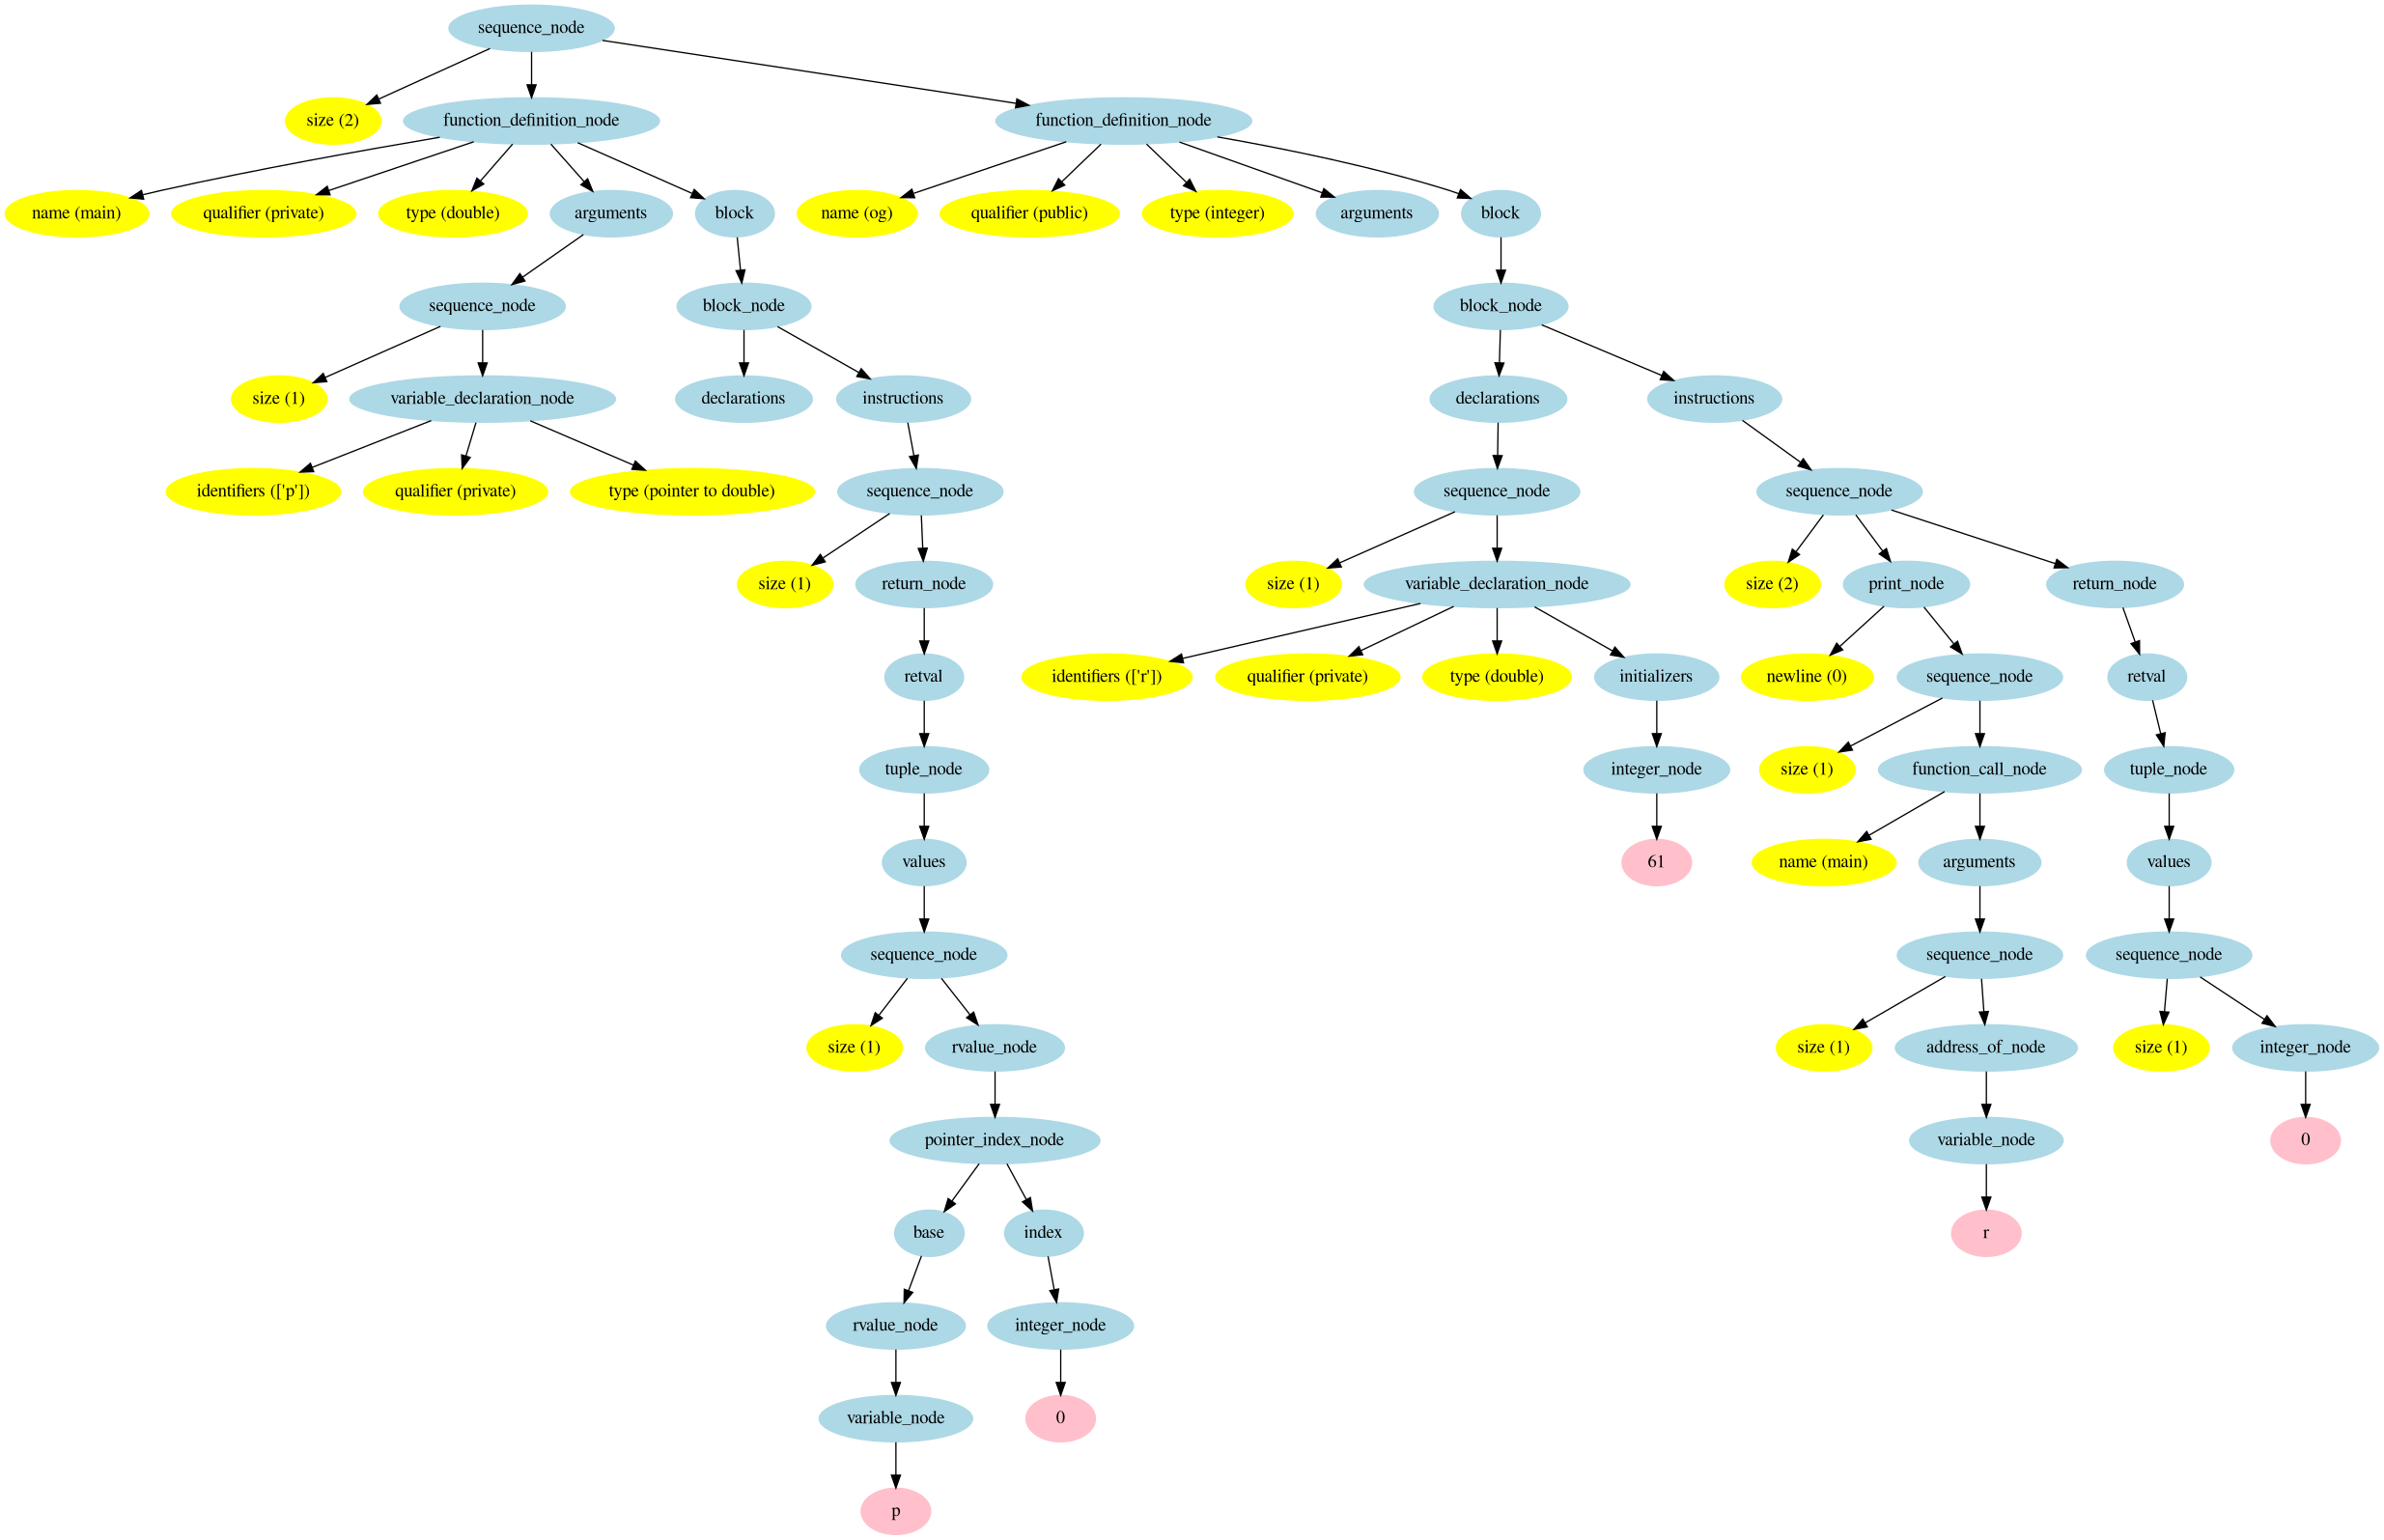 sequence_node
size (2)
function_definition_node
function_definition_node
name (main)
qualifier (private)
type (double)
arguments
block
name (og)
qualifier (public)
type (integer)
arguments
block
sequence_node
block_node
block_node
size (1)
variable_declaration_node
declarations
instructions
declarations
instructions
identifiers (['p'])
qualifier (private)
type (pointer to double)
sequence_node
sequence_node
sequence_node
size (1)
return_node
size (1)
variable_declaration_node
size (2)
print_node
return_node
retval
identifiers (['r'])
qualifier (private)
type (double)
initializers
newline (0)
sequence_node
retval
tuple_node
integer_node
size (1)
function_call_node
tuple_node
values
61
name (main)
arguments
values
sequence_node
sequence_node
sequence_node
size (1)
rvalue_node
size (1)
address_of_node
size (1)
integer_node
pointer_index_node
variable_node
0
base
index
r
rvalue_node
integer_node
variable_node
0
p